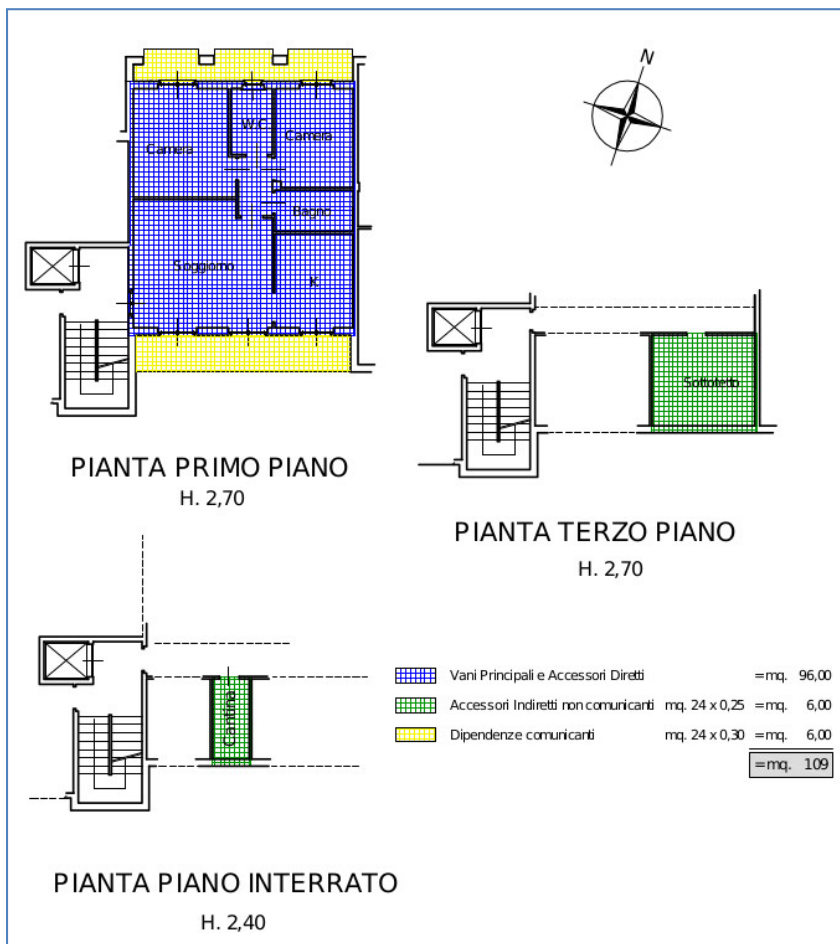 N
W.C
Camera
Camera
Bagno
Soggiorno
K
Sottotetto
PIANTA PRIMO PIANO
H. 2,70
PIANTA TERZO PIANO
H. 2,70
Cantina
Vani Principali e Accessori Diretti =mq. 96,00
Accessori Indiretti non comunicanti mq. 24 x 0,25 =mq. 6,00
Dipendenze comunicanti mq. 24 x 0,30 =mq. 6,00
=mq. 109
PIANTA PIANO INTERRATO
H. 2,40